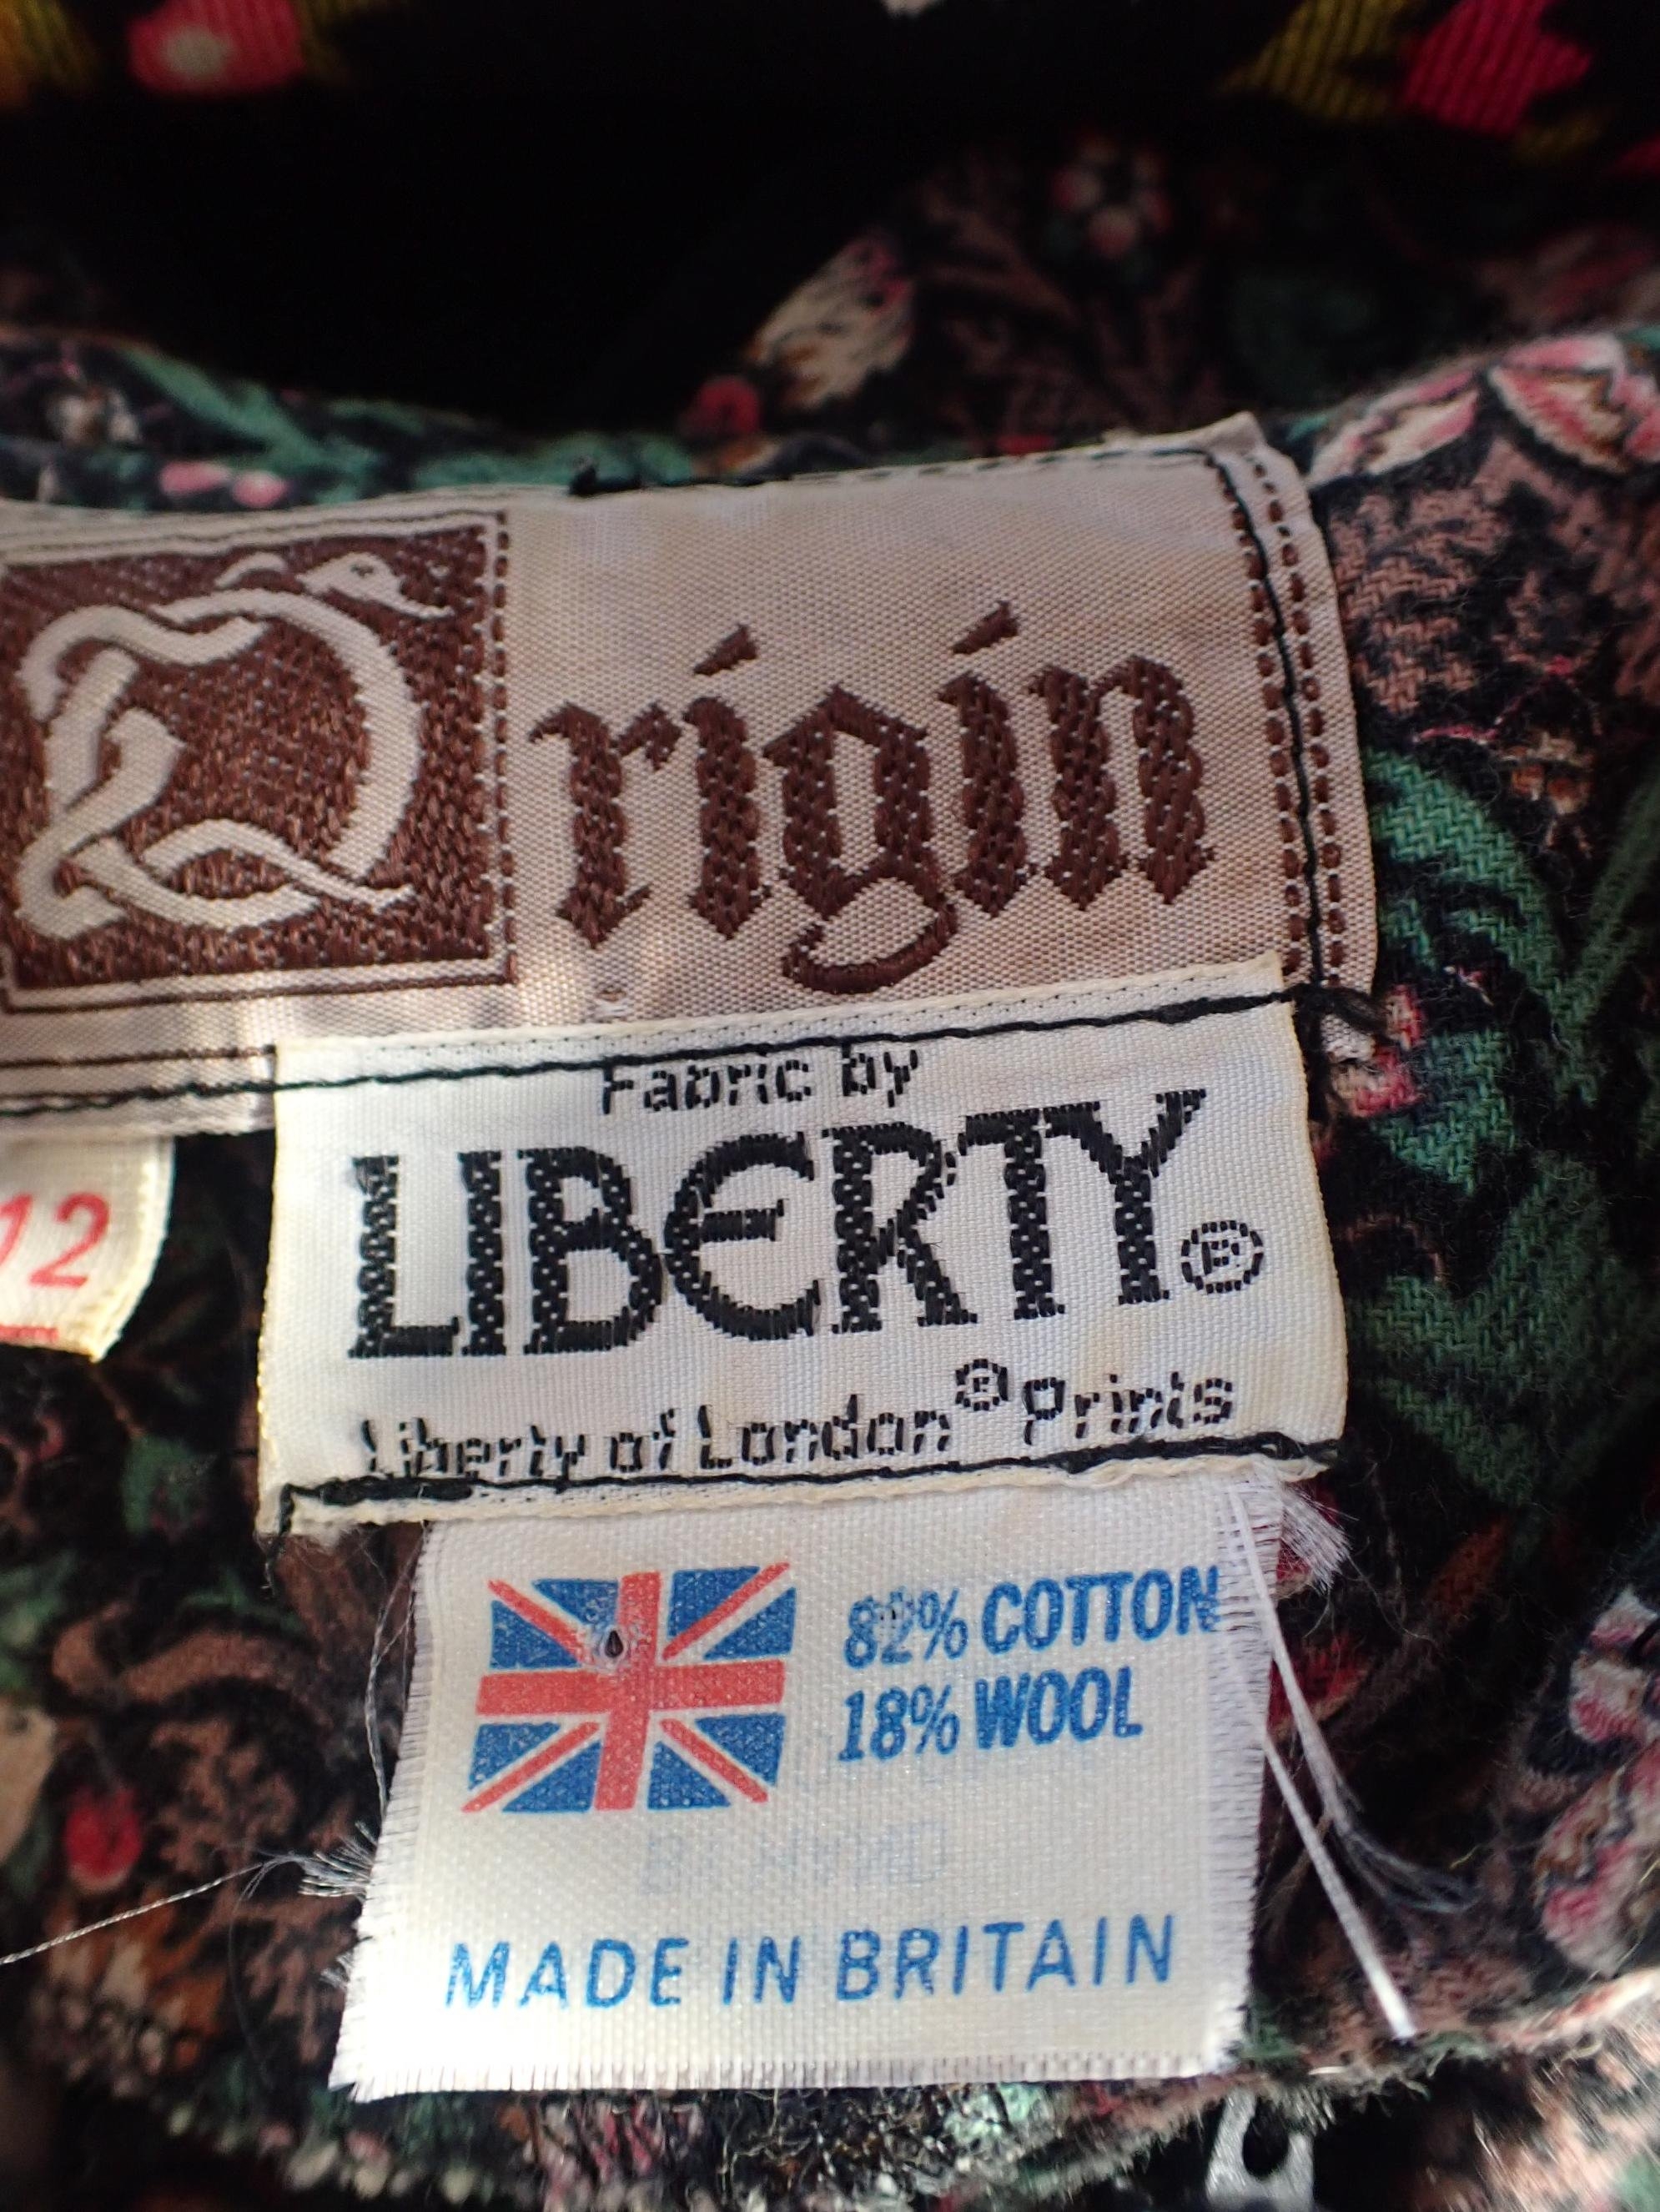 Origin
Fabric by
LIBERTY®
Liberty of London® Prints
12
82% COTTON
18% WOOL
MADE IN BRITAIN